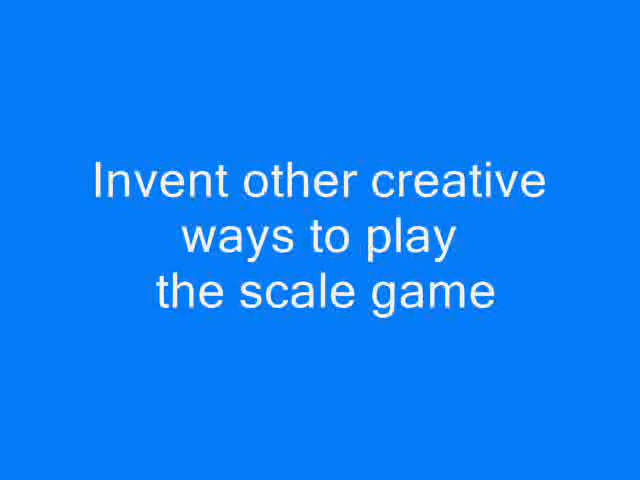 Invent other creative
ways to play
the scale game